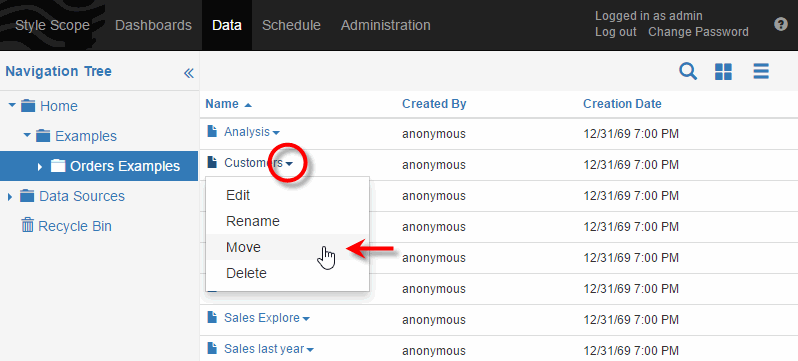 Style Scope Dashboards Data Schedule Administration
Logged in as admin
Log out Change Password
?
Navigation Tree «
Home
Examples
Orders Examples
Data Sources
Recycle Bin
Name Created By Creation Date
Analysis anonymous 12/31/69 7:00 PM
Customers anonymous 12/31/69 7:00 PM
Edit anonymous 12/31/69 7:00 PM
Rename anonymous 12/31/69 7:00 PM
Move anonymous 12/31/69 7:00 PM
Delete anonymous 12/31/69 7:00 PM
Sales Explore anonymous 12/31/69 7:00 PM
Sales last year anonymous 12/31/69 7:00 PM